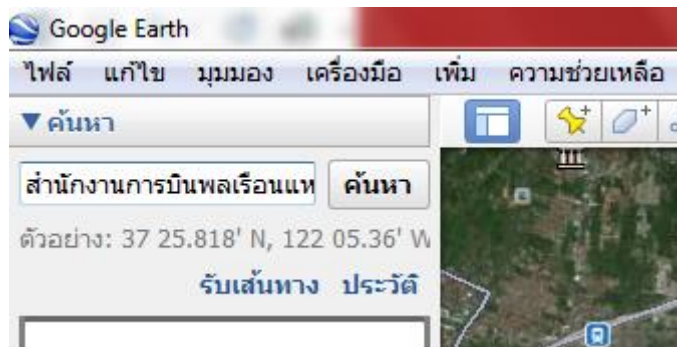 Google Earth
ไฟล์ แก้ไข มุมมอง เครื่องมือ เพิ่ม ความช่วยเหลือ
▼ค้นหา
สำนักงานการบินพลเรือนแห ค้นหา
ตัวอย่าง: 37 25.818' N, 122 05.36' W
รับเส้นทาง ประวัติ